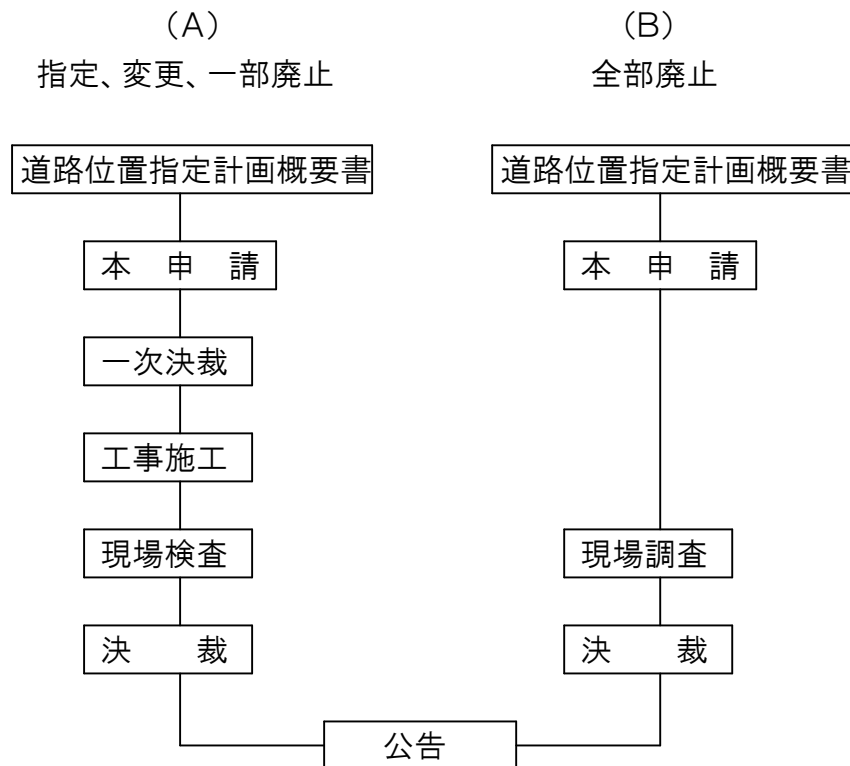 (A)
指定、変更、一部廃止
道路位置指定計画概要書
本 申 請
一次決裁
工事施工
現場検査
決 裁
(B)
全部廃止
道路位置指定計画概要書
本 申 請
現場調査
決 裁
公告